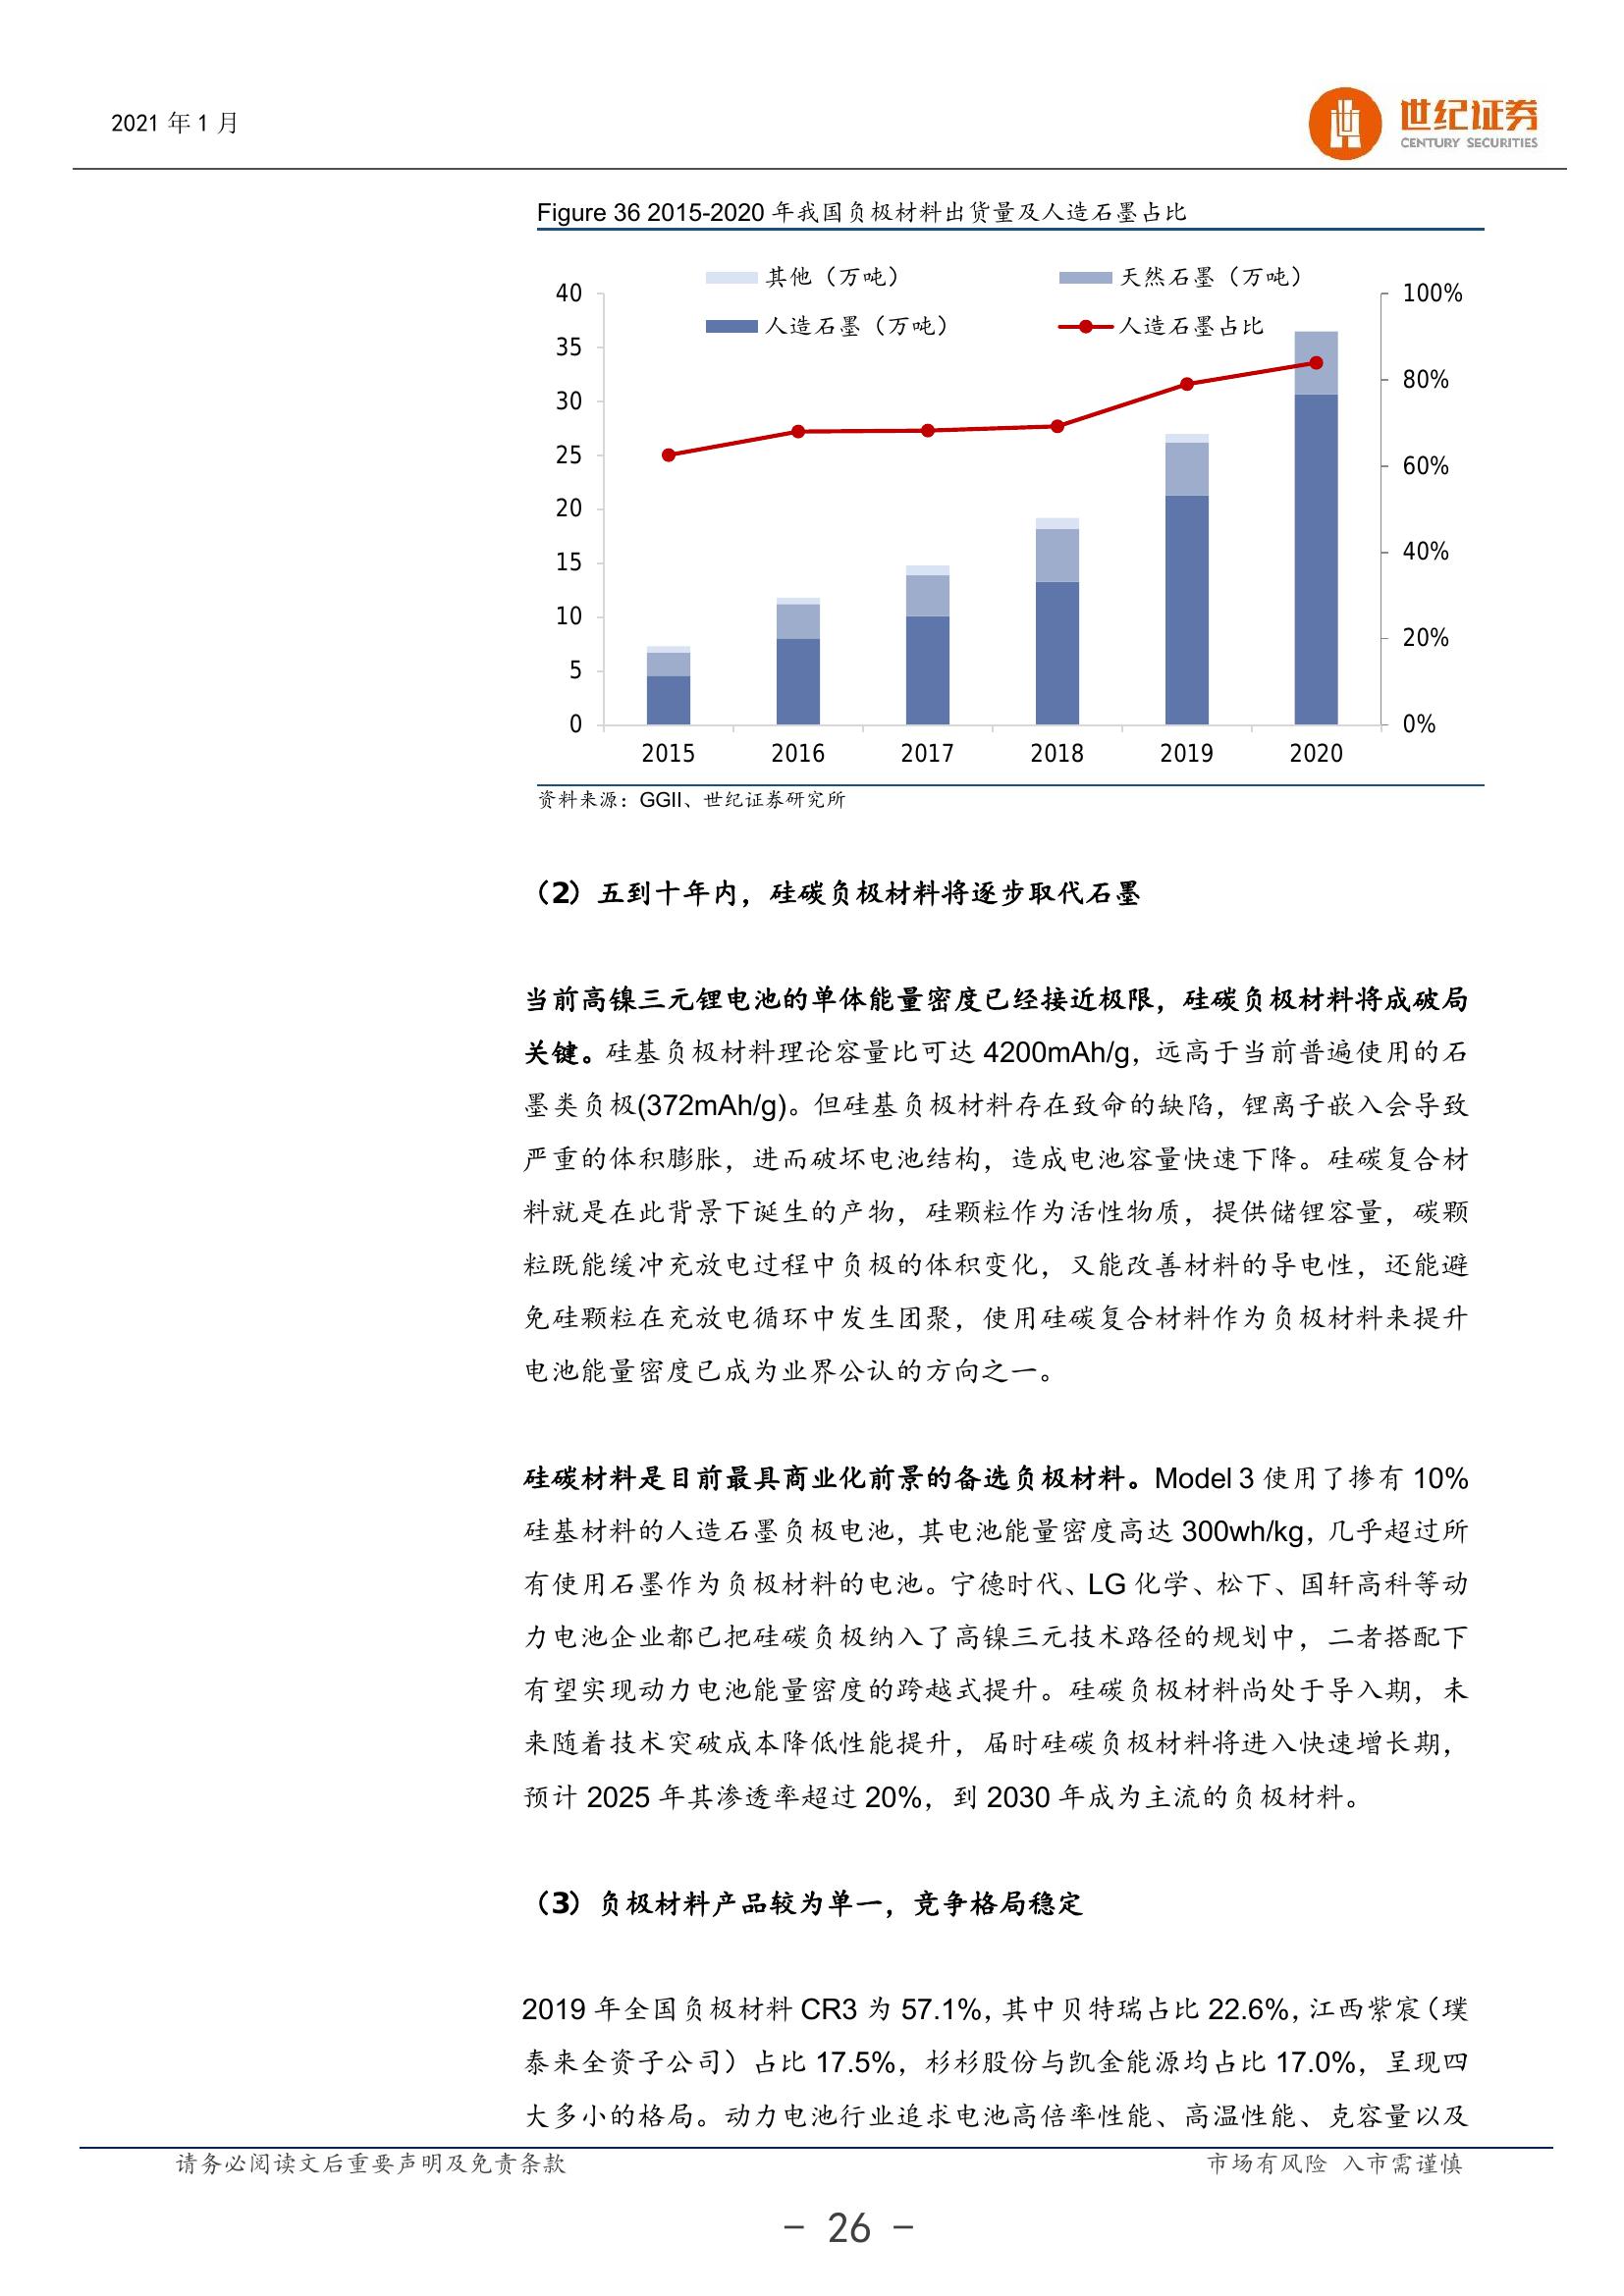 2021 年 1 月
世纪证券
CENTURY SECURITIES
Figure 36 2015-2020 年我国负极材料出货量及人造石墨占比
其他（万吨）
天然石墨（万吨）
人造石墨（万吨）
人造石墨占比
40
35
30
25
20
15
10
5
0
100%
80%
60%
40%
20%
0%
2015 2016 2017 2018 2019 2020
资料来源：GGII、世纪证券研究所
（2）五到十年内，硅碳负极材料将逐步取代石墨
当前高镍三元锂电池的单体能量密度已经接近极限，硅碳负极材料将成破局
关键。硅基负极材料理论容量比可达 4200mAh/g，远高于当前普遍使用的石
墨类负极(372mAh/g)。但硅基负极材料存在致命的缺陷，锂离子嵌入会导致
严重的体积膨胀，进而破坏电池结构，造成电池容量快速下降。硅碳复合材
料就是在此背景下诞生的产物，硅颗粒作为活性物质，提供储锂容量，碳颗
粒既能缓冲充放电过程中负极的体积变化，又能改善材料的导电性，还能避
免硅颗粒在充放电循环中发生团聚，使用硅碳复合材料作为负极材料来提升
电池能量密度已成为业界公认的方向之一。
硅碳材料是目前最具商业化前景的备选负极材料。Model 3 使用了掺有 10%
硅基材料的人造石墨负极电池，其电池能量密度高达 300wh/kg，几乎超过所
有使用石墨作为负极材料的电池。宁德时代、LG 化学、松下、国轩高科等动
力电池企业都已把硅碳负极纳入了高镍三元技术路径的规划中，二者搭配下
有望实现动力电池能量密度的跨越式提升。硅碳负极材料尚处于导入期，未
来随着技术突破成本降低性能提升，届时硅碳负极材料将进入快速增长期，
预计 2025 年其渗透率超过 20%，到 2030 年成为主流的负极材料。
（3）负极材料产品较为单一，竞争格局稳定
2019 年全国负极材料 CR3 为 57.1%，其中贝特瑞占比 22.6%，江西紫宸（璞
泰来全资子公司）占比 17.5%，杉杉股份与凯金能源均占比 17.0%，呈现四
大多小的格局。动力电池行业追求电池高倍率性能、高温性能、克容量以及
请务必阅读文后重要声明及免责条款
市场有风险 入市需谨慎
- 26 -